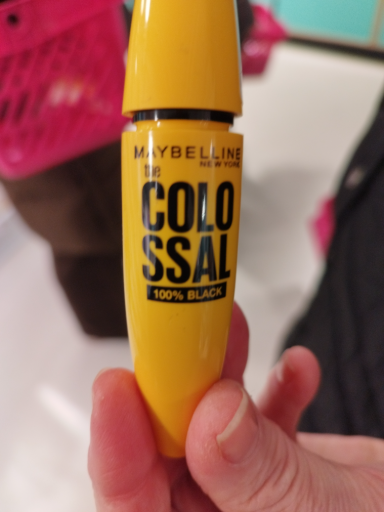 MAYBELLINE
NEW YORK
the
COLO
SSAL
100% BLACK